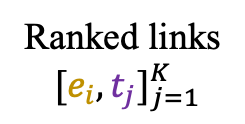 Ranked links
[e_i, t_j]_{j=1}^{K}